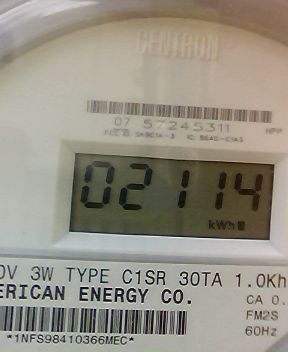 CENTRON
07 57245311 HPP
02114
kWh
0V 3W TYPE C1SR 30TA 1.0Kh
ERICAN ENERGY CO.
CA 0.
FM2S
60Hz
*1NFS98410366MEC*